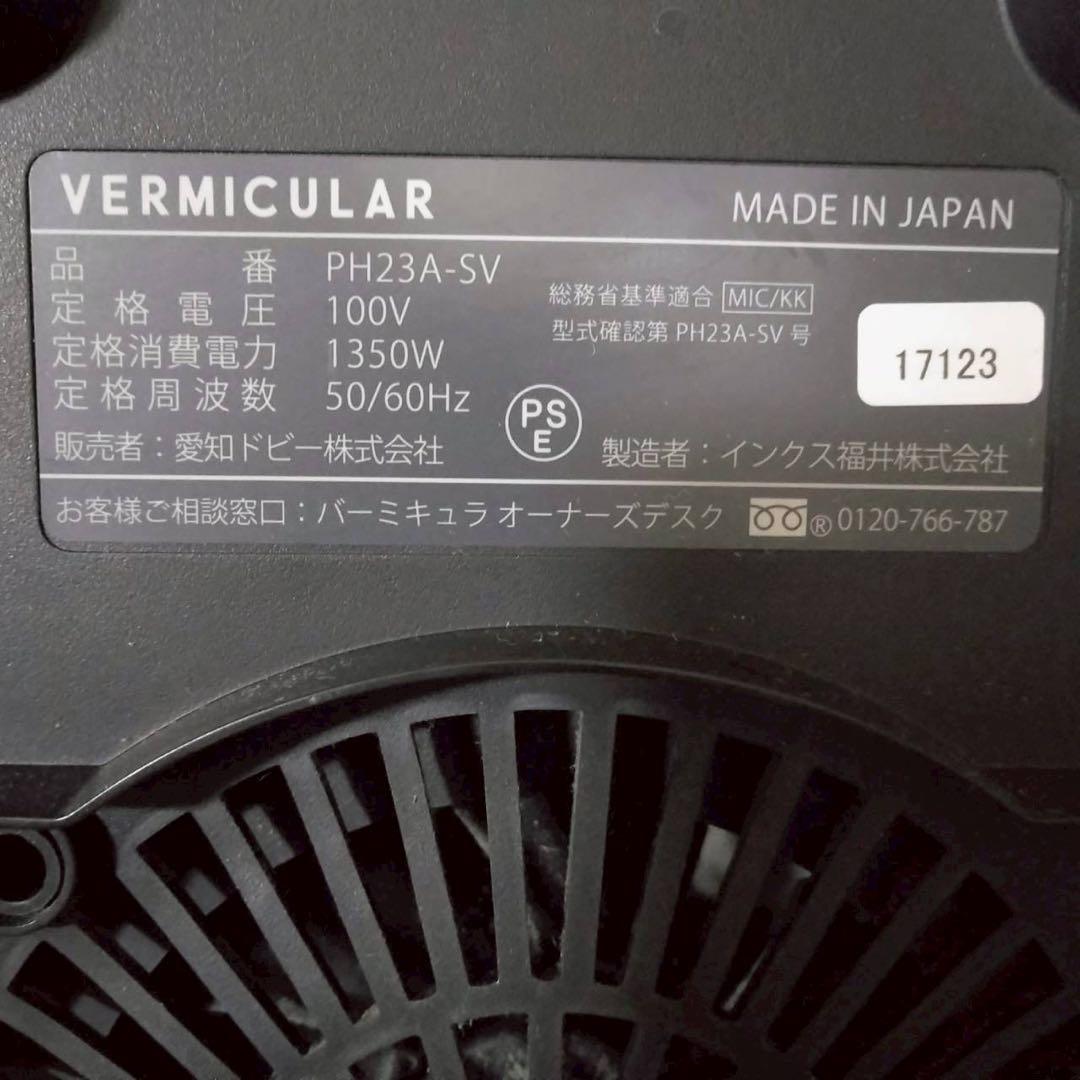 VERMICULAR
MADE IN JAPAN
品番 PH23A-SV
定格電圧 100V
定格消費電力 1350W
定格周波数 50/60Hz
総務省基準適合 MIC/KK
型式確認第 PH23A-SV 号
17123
PSE
販売者：愛知ドビー株式会社
製造者：インクス福井株式会社
お客様ご相談窓口：バーミキュラ オーナーズデスク ® 0120-766-787